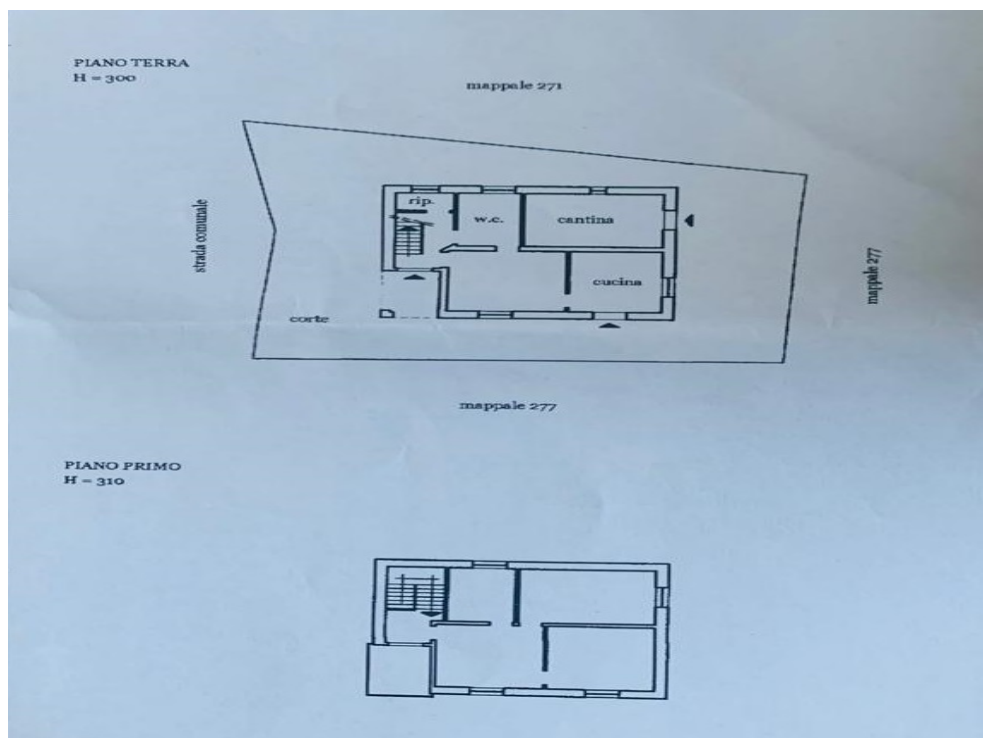 PIANO TERRA
H = 300
mappale 271
rip.
w.c.
cantina
strada comunale
cucina
mappale 277
corte
mappale 277
PIANO PRIMO
H = 310